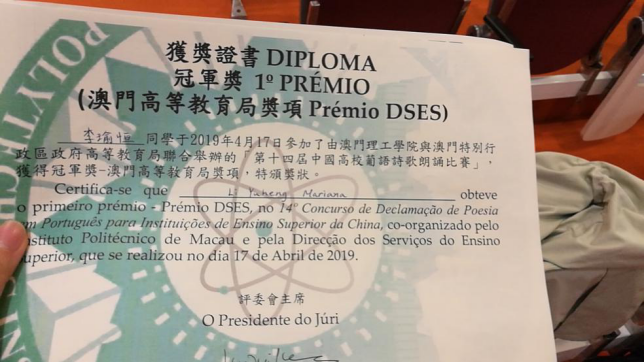 獲獎證書 DIPLOMA
冠軍獎 1º PRÉMIO
(澳門高等教育局獎項 Prémio DSES)
李瑜恒 同學于2019年4月17日參加了由澳門理工學院與澳門特別行
政區政府高等教育局聯合舉辦的「第十四屆中國高校葡語詩歌朗誦比賽」,
獲得冠軍獎-澳門高等教育局獎項,特頒獎狀。
Certifica-se que Li Yuheng Mariana obteve
o primeiro prémio - Prémio DSES, no 14º Concurso de Declamação de Poesia
em Português para Instituições de Ensino Superior da China, co-organizado pelo
Instituto Politécnico de Macau e pela Direcção dos Serviços do Ensino
Superior, que se realizou no dia 17 de Abril de 2019.
評委會主席
O Presidente do Júri
POLYTECHNIC